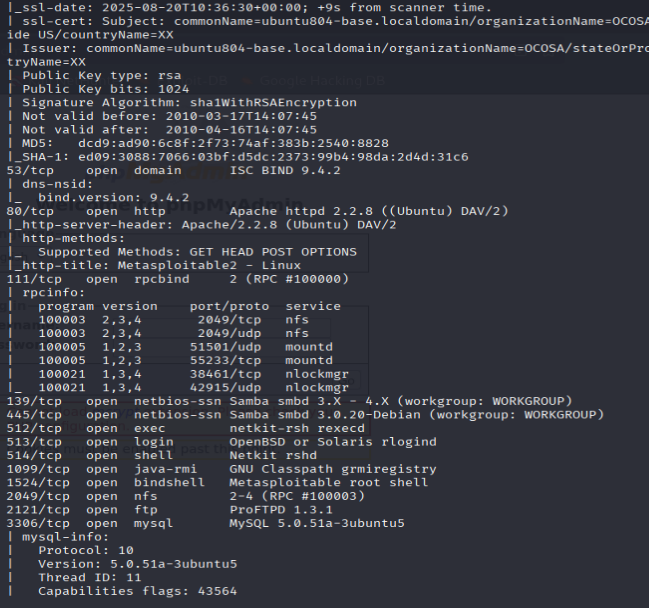 |_ssl-date: 2025-08-20T10:36:30+00:00; +9s from scanner time.
| ssl-cert: Subject: commonName=ubuntu804-base.localdomain/organizationName=OCOSA
ide US/countryName=XX
| Issuer: commonName=ubuntu804-base.localdomain/organizationName=OCOSA/stateOrPro
tryName=XX
| Public Key type: rsa
| Public Key bits: 1024
| Signature Algorithm: sha1WithRSAEncryption
| Not valid before: 2010-03-17T14:07:45
| Not valid after:  2010-04-16T14:07:45
| MD5:   dcd9:ad90:6c8f:2f73:74af:383b:2540:8828
|_SHA-1: ed09:3088:7066:03bf:d5dc:2373:99b4:98da:2d4d:31c6
53/tcp   open  domain      ISC BIND 9.4.2
| dns-nsid:
|_  bind.version: 9.4.2
80/tcp   open  http        Apache httpd 2.2.8 ((Ubuntu) DAV/2)
|_http-server-header: Apache/2.2.8 (Ubuntu) DAV/2
| http-methods:
|_  Supported Methods: GET HEAD POST OPTIONS
|_http-title: Metasploitable2 - Linux
111/tcp  open  rpcbind     2 (RPC #100000)
| rpcinfo:
|   program version    port/proto  service
|   100003  2,3,4       2049/tcp   nfs
|   100003  2,3,4       2049/udp   nfs
|   100005  1,2,3      51501/udp   mountd
|   100005  1,2,3      55233/tcp   mountd
|   100021  1,3,4      38461/tcp   nlockmgr
|_  100021  1,3,4      42915/udp   nlockmgr
139/tcp  open  netbios-ssn Samba smbd 3.X - 4.X (workgroup: WORKGROUP)
445/tcp  open  netbios-ssn Samba smbd 3.0.20-Debian (workgroup: WORKGROUP)
512/tcp  open  exec        netkit-rsh rexecd
513/tcp  open  login       OpenBSD or Solaris rlogind
514/tcp  open  shell       Netkit rshd
1099/tcp open  java-rmi    GNU Classpath grmiregistry
1524/tcp open  bindshell   Metasploitable root shell
2049/tcp open  nfs         2-4 (RPC #100003)
2121/tcp open  ftp         ProFTPD 1.3.1
3306/tcp open  mysql       MySQL 5.0.51a-3ubuntu5
| mysql-info:
|   Protocol: 10
|   Version: 5.0.51a-3ubuntu5
|   Thread ID: 11
|   Capabilities flags: 43564